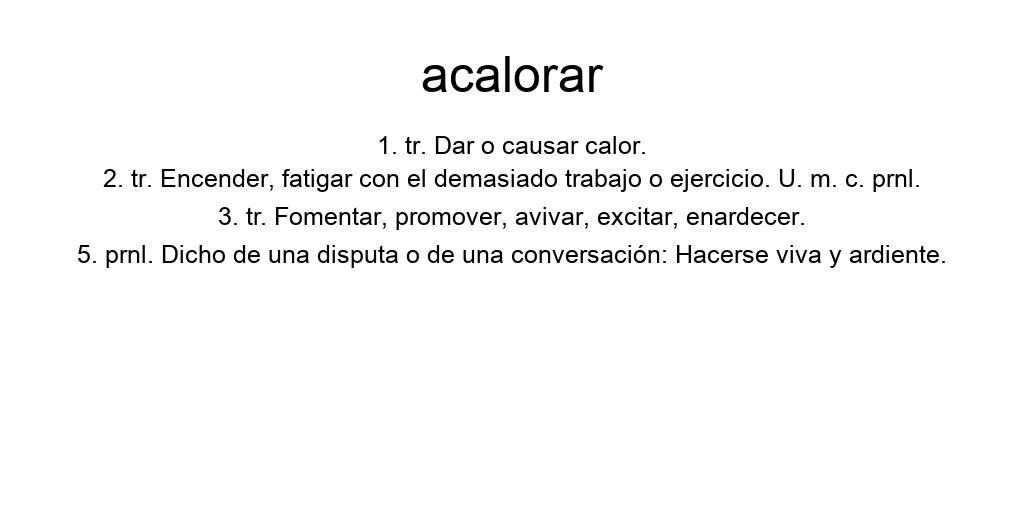 acalorar
1. tr. Dar o causar calor.
2. tr. Encender, fatigar con el demasiado trabajo o ejercicio. U. m. c. prnl.
3. tr. Fomentar, promover, avivar, excitar, enardecer.
5. prnl. Dicho de una disputa o de una conversación: Hacerse viva y ardiente.